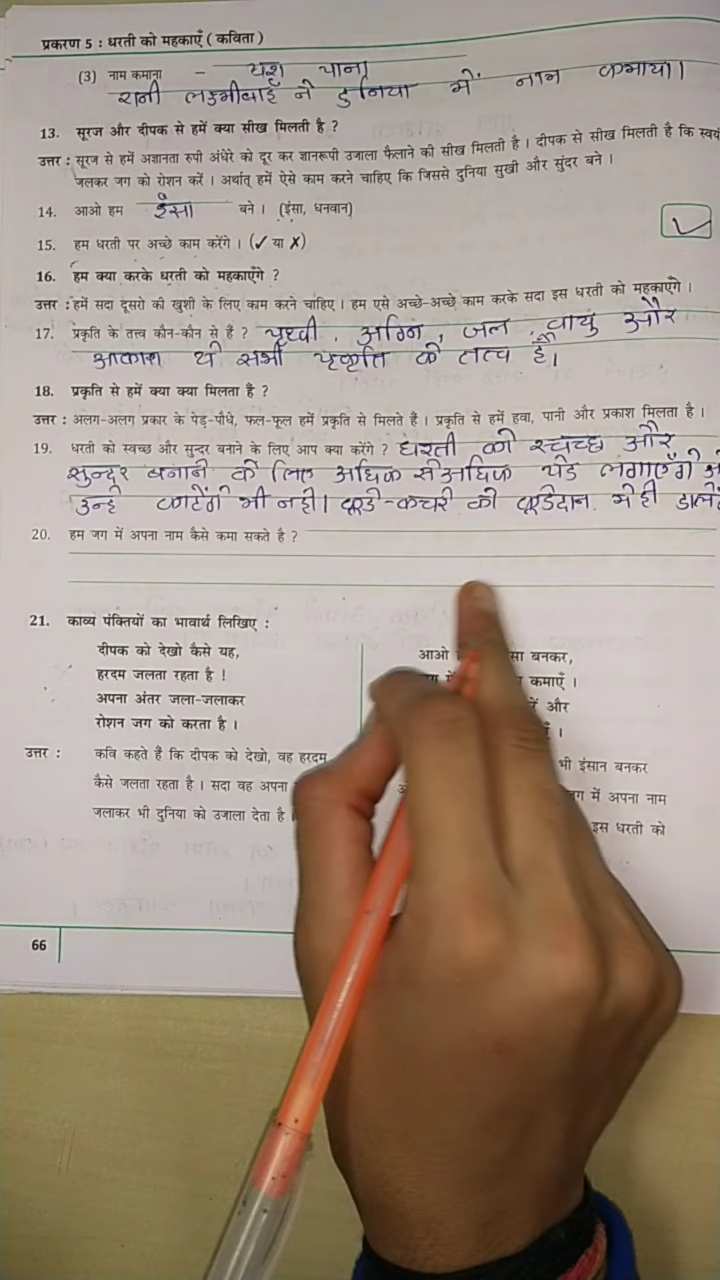 प्रकरण 5 : धरती को महकाएँ ( कविता )
(3) नाम कमाना – यश पाना
रानी लक्ष्मीबाई ने दुनिया में नाम कमाया।
13. सूरज और दीपक से हमें क्या सीख मिलती है ?
उत्तर : सूरज से हमें अज्ञानता रुपी अंधेरे को दूर कर ज्ञानरूपी उजाला फैलाने की सीख मिलती है । दीपक से सीख मिलती है कि
जलकर जग को रोशन करें । अर्थात् हमें ऐसे काम करने चाहिए कि जिससे दुनिया सुखी और सुंदर बने ।
14. आओ हम इंसा बने । (इंसा, धनवान)
15. हम धरती पर अच्छे काम करेंगे । (✓ या ✗) ✓
16. हम क्या करके धरती को महकाएँगे ?
उत्तर : हमें सदा दूसरो की खुशी के लिए काम करने चाहिए । हम एसे अच्छे-अच्छे काम करके सदा इस धरती को महकाएँगे ।
17. प्रकृति के तत्त्व कौन-कौन से हैं ? पृथ्वी, अग्नि, जल, वायु और
आकाश ये सभी प्रकृति के तत्व है।
18. प्रकृति से हमें क्या क्या मिलता है ?
उत्तर : अलग-अलग प्रकार के पेड़-पौधे, फल-फूल हमें प्रकृति से मिलते हैं । प्रकृति से हमें हवा, पानी और प्रकाश मिलता है ।
19. धरती को स्वच्छ और सुन्दर बनाने के लिए आप क्या करेंगे ? धरती को स्वच्छ और
सुन्दर बनाने के लिए अधिक से अधिक पेड लगाएँगे
उन्हे काटेंगे भी नही। कूड़े-कचरे को कूडेदान में ही
20. हम जग में अपना नाम कैसे कमा सकते है ?
21. काव्य पंक्तियों का भावार्थ लिखिए :
दीपक को देखो कैसे यह,
हरदम जलता रहता है !
अपना अंतर जला-जलाकर
रोशन जग को करता है ।
आओ बनकर,
कमाएँ ।
और
उत्तर : कवि कहते हैं कि दीपक को देखो, वह हरदम
कैसे जलता रहता है । सदा वह अपना
जलाकर भी दुनिया को उजाला देता है
भी इंसान बनकर
में अपना नाम
इस धरती को
66